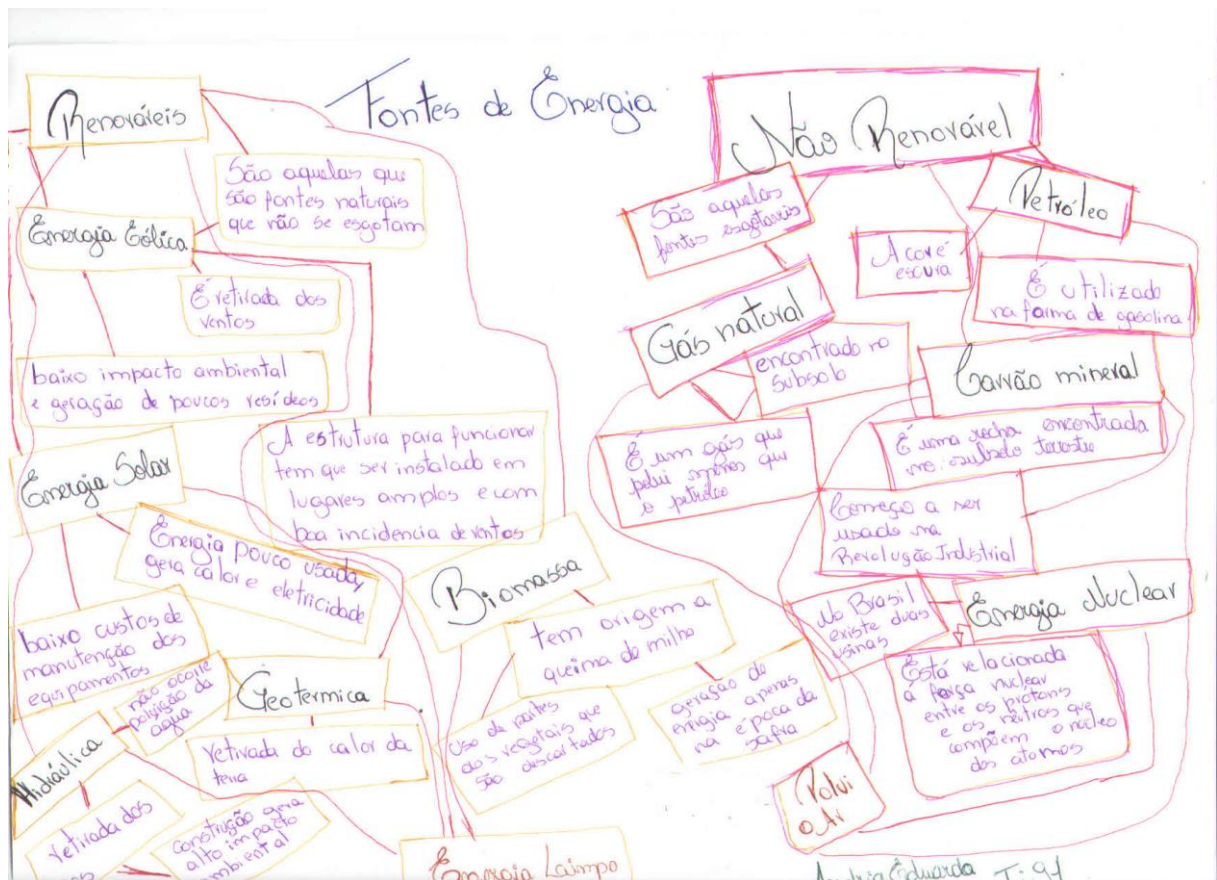 Fontes de Energia
Renováveis
São aquelas que
são fontes naturais
que não se esgotam
Energia Eólica
É retirada dos
ventos
baixo impacto ambiental
e geração de poucos resídeos
A estrutura para funcionar
tem que ser instalado em
lugares amplos e com
boa incidencia de ventos
Energia Solar
Energia pouco usada,
gera calor e eletricidade
baixo custos de
manutenção dos
equipamentos
Geotermica
retirada do calor da
terra
Hidráulica
não ocorre
poluição da
agua
retirada dos
construção gera
alto impacto
ambiental
Biomassa
tem origem a
queima do milho
uso de partes
dos vegetais que
são descartados
geração de
energia apenas
na época da
safra
Energia Laimpo
Não Renovável
São aquelas
fontes esgotaveis
Petróleo
A cor é
escura
É utilizado
na forma de gasolina
Gás natural
encontrado no
subsolo
É um gás que
polui menos que
o petróleo
Carvão mineral
É uma rocha encontrada
no subsolo terrestre
Começo a ser
usado na
Revolução Industrial
Energia Nuclear
No Brasil
existe duas
usinas
Está relacionada
a força nuclear
entre os protons
e os neutros que
compõem o núcleo
dos atomos
Polui
o Ar
Eduarda T: 91